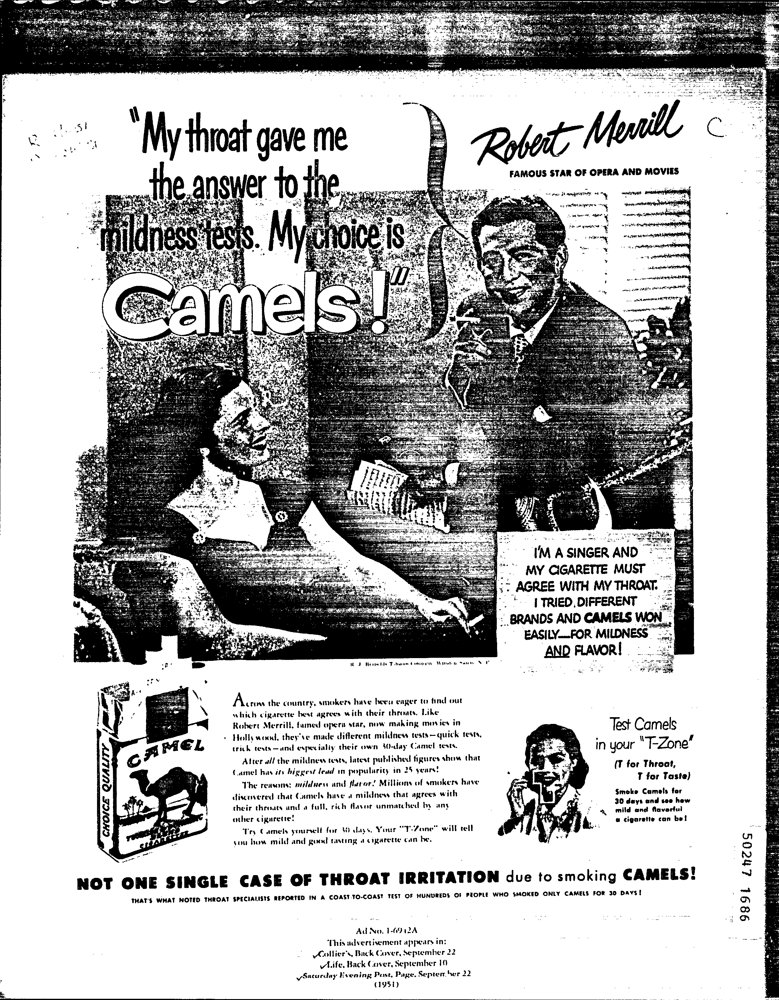 "My throat gave me
the answer to the
mildness tests. My choice is
Camels!"
Robert Merrill
FAMOUS STAR OF OPERA AND MOVIES
C
I'M A SINGER AND
MY CIGARETTE MUST
AGREE WITH MY THROAT.
I TRIED DIFFERENT
BRANDS AND CAMELS WON
EASILY—FOR MILDNESS
AND FLAVOR!
CAMEL
CHOICE QUALITY
CIGARETTES
Across the country, smokers have been eager to find out
which cigarette best agrees with their throats. Like
Robert Merrill, famed opera star, now making movies in
Hollywood, they've made different mildness tests—quick tests,
trick tests—and especially their own 30-day Camel tests.
After all the mildness tests, latest published figures show that
Camel has its biggest lead in popularity in 25 years!
The reasons: mildness and flavor! Millions of smokers have
discovered that Camels have a mildness that agrees with
their throats and a full, rich flavor unmatched by any
other cigarette!
Try Camels yourself for 30 days. Your "T-Zone" will tell
you how mild and good tasting a cigarette can be.
T
Test Camels
in your "T-Zone"
(T for Throat,
T for Taste)
Smoke Camels for
30 days and see how
mild and flavorful
a cigarette can be!
NOT ONE SINGLE CASE OF THROAT IRRITATION due to smoking CAMELS!
THAT'S WHAT NOTED THROAT SPECIALISTS REPORTED IN A COAST-TO-COAST TEST OF HUNDREDS OF PEOPLE WHO SMOKED ONLY CAMELS FOR 30 DAYS!
50247 1686
Ad No. 1-6912A
This advertisement appears in:
Collier's, Back Cover, September 22
Life, Back Cover, September 10
Saturday Evening Post, Page, September 22
(1951)